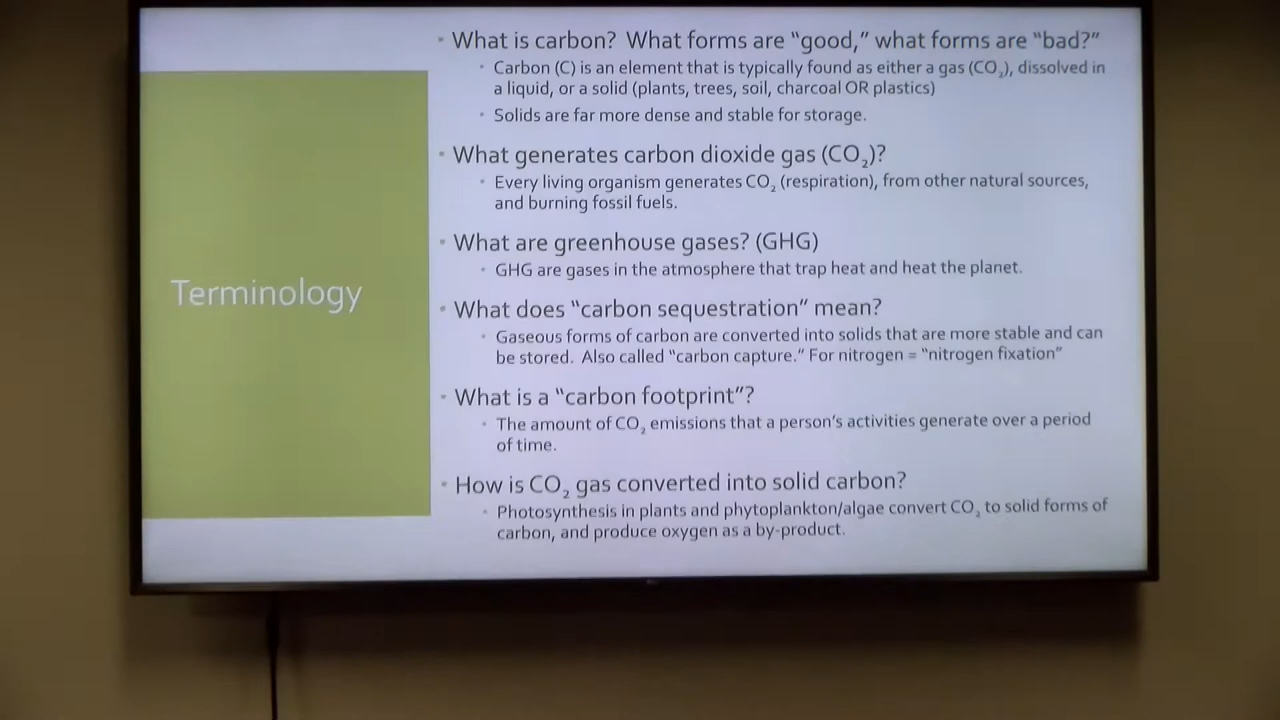 Terminology
What is carbon? What forms are “good,” what forms are “bad?”
Carbon (C) is an element that is typically found as either a gas (CO₂), dissolved in
a liquid, or a solid (plants, trees, soil, charcoal OR plastics)
Solids are far more dense and stable for storage.
What generates carbon dioxide gas (CO₂)?
Every living organism generates CO₂ (respiration), from other natural sources,
and burning fossil fuels.
What are greenhouse gases? (GHG)
GHG are gases in the atmosphere that trap heat and heat the planet.
What does “carbon sequestration” mean?
Gaseous forms of carbon are converted into solids that are more stable and can
be stored. Also called “carbon capture.” For nitrogen = “nitrogen fixation”
What is a “carbon footprint”?
The amount of CO₂ emissions that a person’s activities generate over a period
of time.
How is CO₂ gas converted into solid carbon?
Photosynthesis in plants and phytoplankton/algae convert CO₂ to solid forms of
carbon, and produce oxygen as a by-product.